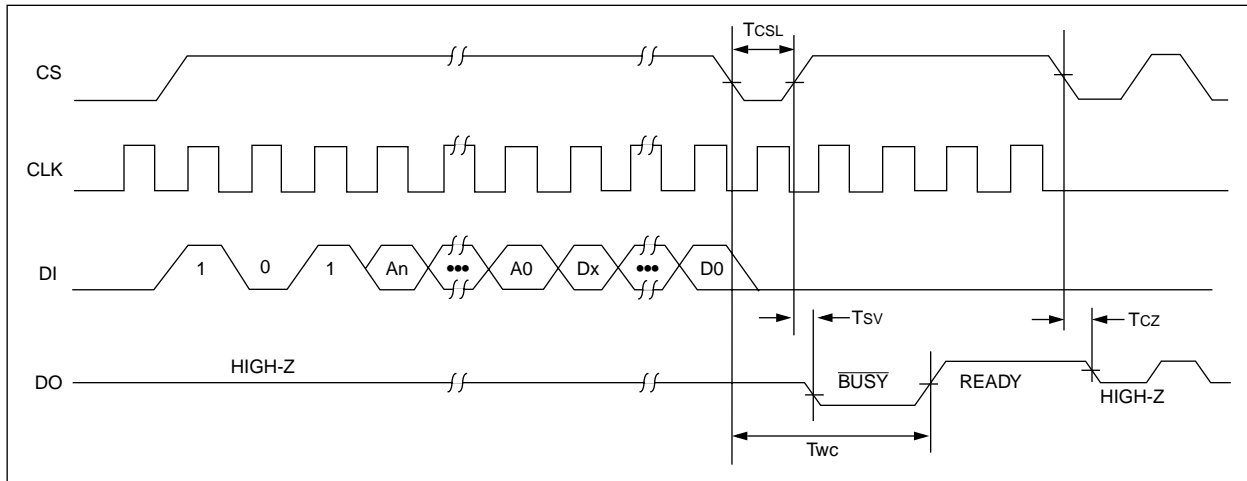 TCSL
CS
CLK
DI
1 0 1 An ••• A0 Dx ••• D0
TSV
TCZ
HIGH-Z
DO
BUSY
READY
HIGH-Z
TWC